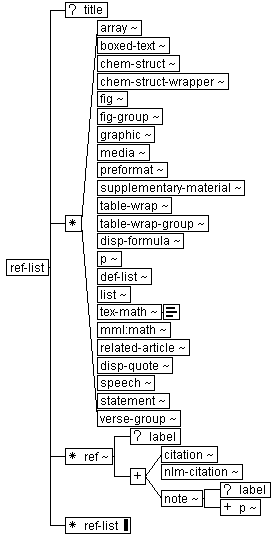 ? title
array ~
boxed-text ~
chem-struct ~
chem-struct-wrapper ~
fig ~
fig-group ~
graphic ~
media ~
preformat ~
supplementary-material ~
* table-wrap ~
table-wrap-group ~
disp-formula ~
p ~
ref-list
def-list ~
list ~
tex-math ~
mml:math ~
related-article ~
disp-quote ~
speech ~
statement ~
verse-group ~
? label
* ref ~
citation ~
+
nlm-citation ~
? label
note ~
+ p ~
* ref-list